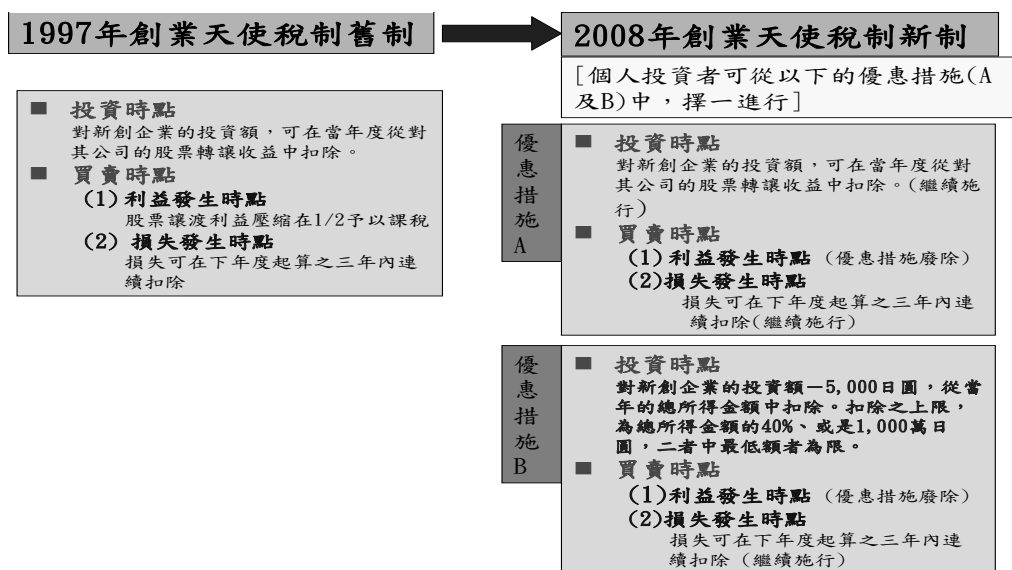 1997年創業天使稅制舊制
2008年創業天使稅制新制
[個人投資者可從以下的優惠措施(A
及B)中，擇一進行]
■ 投資時點
對新創企業的投資額，可在當年度從對
其公司的股票轉讓收益中扣除。
■ 買賣時點
(1)利益發生時點
股票讓渡利益壓縮在1/2予以課稅
(2) 損失發生時點
損失可在下年度起算之三年內連
續扣除
優
惠
措
施
A
■ 投資時點
對新創企業的投資額，可在當年度從對
其公司的股票轉讓收益中扣除。(繼續施
行)
■ 買賣時點
(1)利益發生時點 (優惠措施廢除)
(2)損失發生時點
損失可在下年度起算之三年內連
續扣除(繼續施行)
優
惠
措
施
B
■ 投資時點
對新創企業的投資額－5,000日圓，從當
年的總所得金額中扣除。扣除之上限，
為總所得金額的40%、或是1,000萬日
圓，二者中最低額者為限。
■ 買賣時點
(1)利益發生時點 (優惠措施廢除)
(2)損失發生時點
損失可在下年度起算之三年內連
續扣除 (繼續施行)